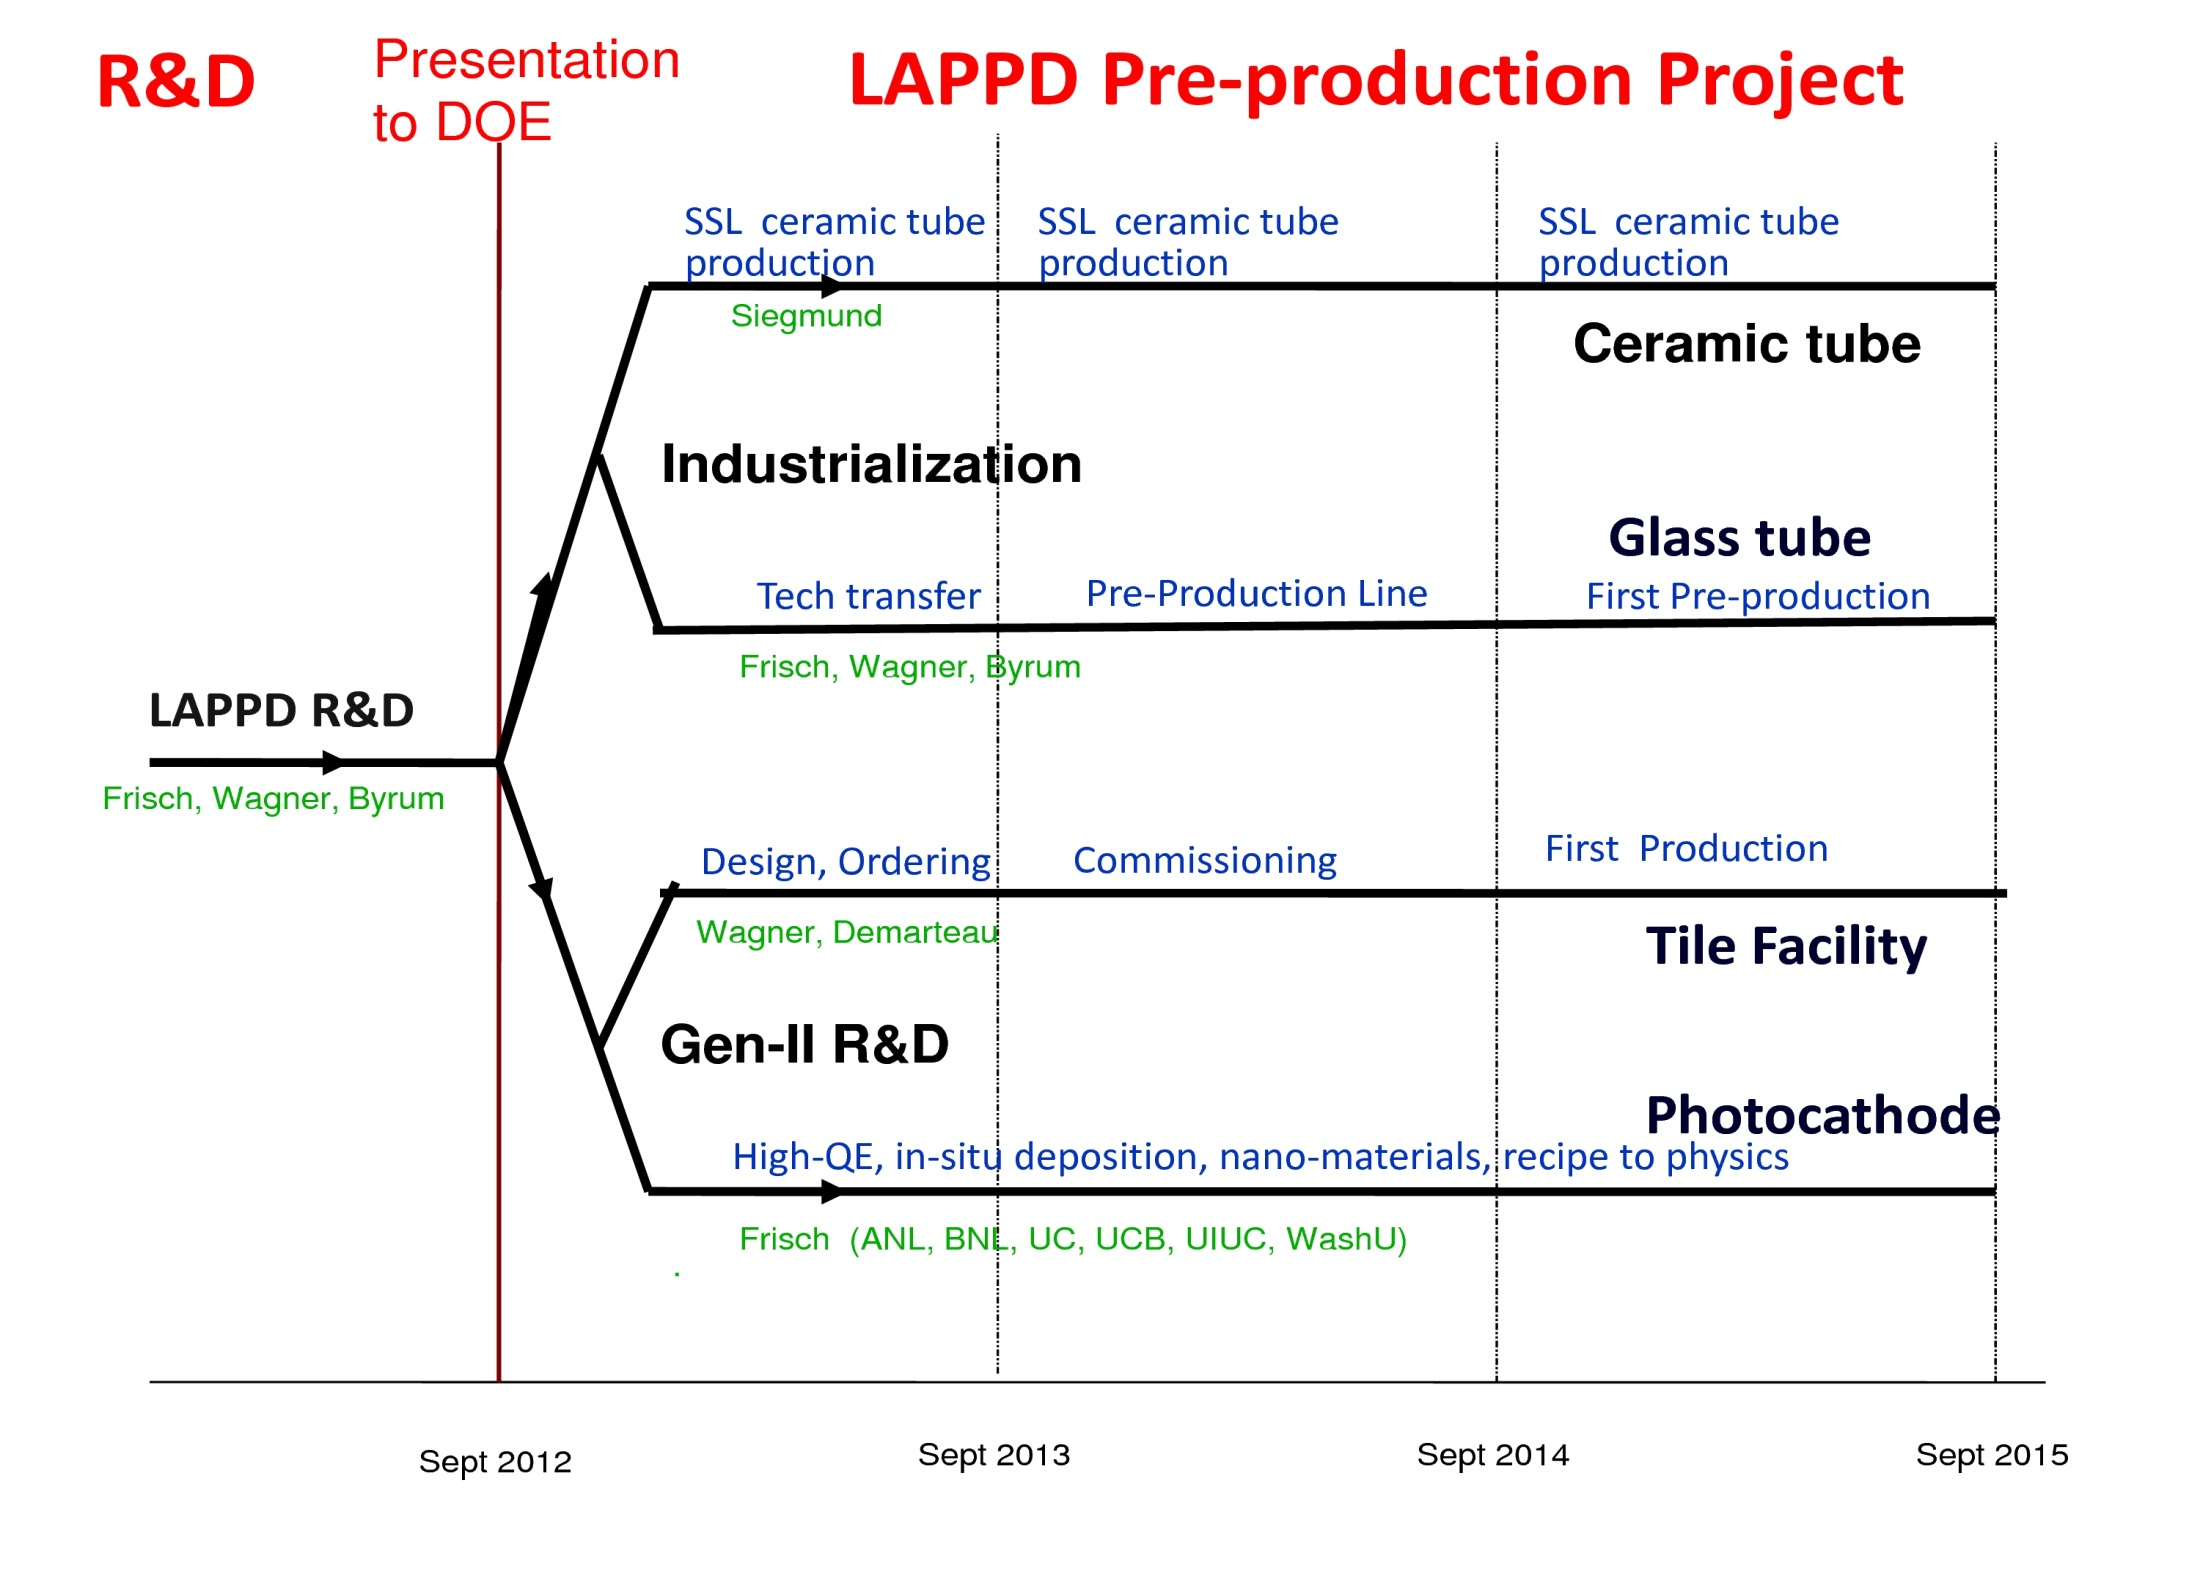 R&D
Presentation
to DOE
LAPPD Pre-production Project
SSL ceramic tube
production
SSL ceramic tube
production
SSL ceramic tube
production
Siegmund
Ceramic tube
Industrialization
Glass tube
Tech transfer
Pre-Production Line
First Pre-production
Frisch, Wagner, Byrum
LAPPD R&D
Frisch, Wagner, Byrum
Design, Ordering
Commissioning
First Production
Wagner, Demarteau
Tile Facility
Gen-II R&D
Photocathode
High-QE, in-situ deposition, nano-materials, recipe to physics
Frisch (ANL, BNL, UC, UCB, UIUC, WashU)
.
Sept 2012
Sept 2013
Sept 2014
Sept 2015